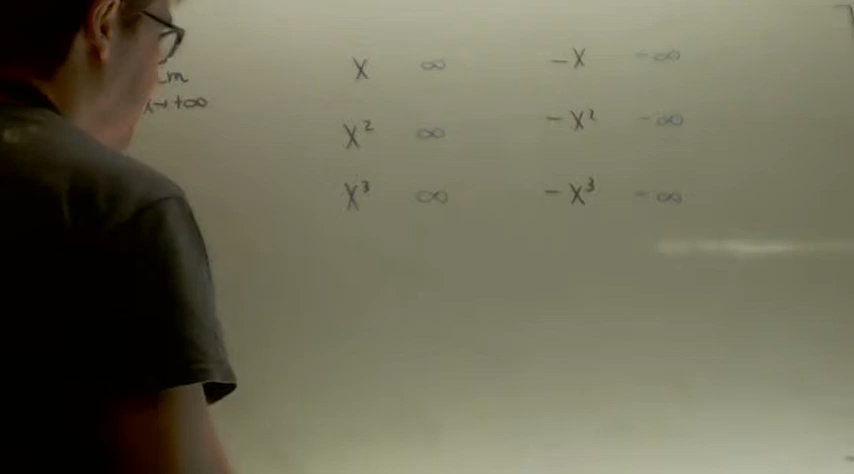 x ∞ -x -∞
x→+∞
x² ∞ -x² -∞
x³ ∞ -x³ -∞